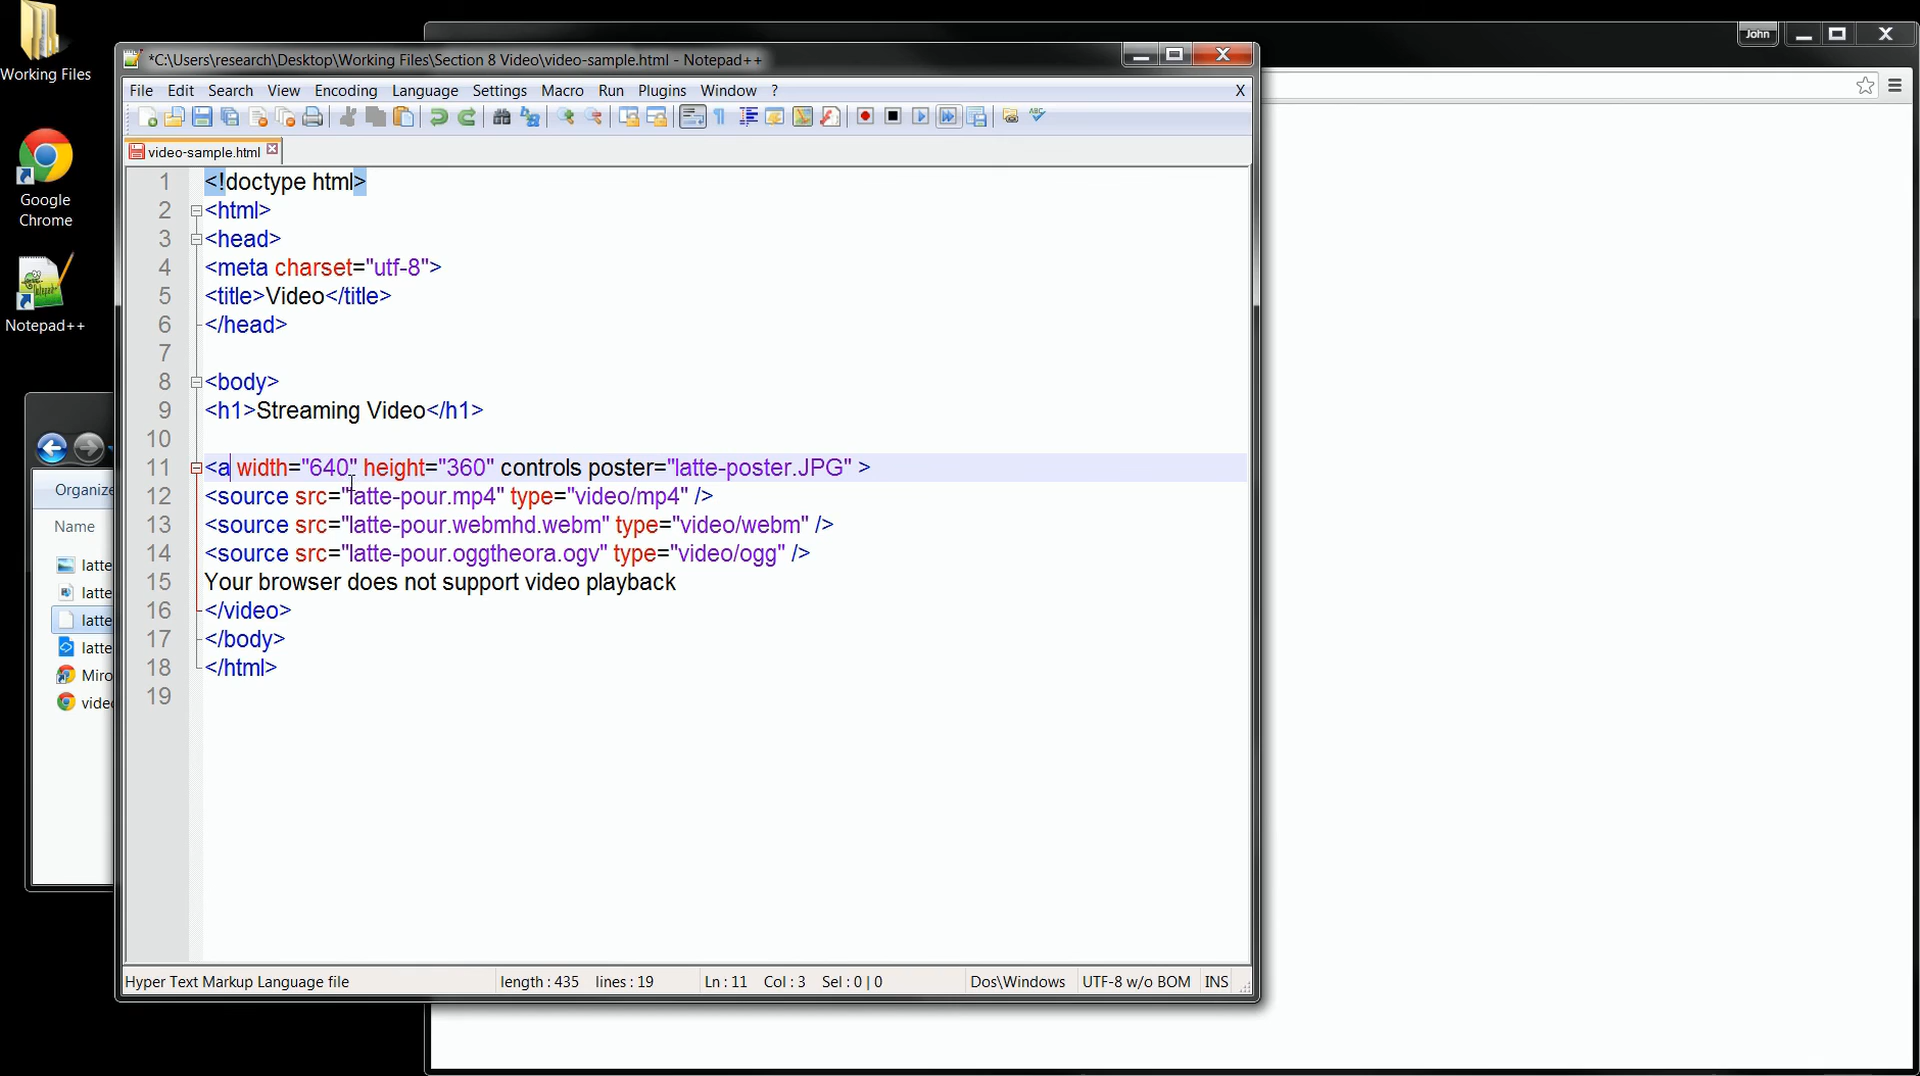 Working Files
Google
Chrome
Notepad++
John
*C:\Users\research\Desktop\Working Files\Section 8 Video\video-sample.html - Notepad++
File Edit Search View Encoding Language Settings Macro Run Plugins Window ? X
video-sample.html
1 <!doctype html>
2 <html>
3 <head>
4 <meta charset="utf-8">
5 <title>Video</title>
6 </head>
7
8 <body>
9 <h1>Streaming Video</h1>
10
11 <a width="640" height="360" controls poster="latte-poster.JPG" >
12 <source src="latte-pour.mp4" type="video/mp4" />
13 <source src="latte-pour.webmhd.webm" type="video/webm" />
14 <source src="latte-pour.oggtheora.ogv" type="video/ogg" />
15 Your browser does not support video playback
16 </video>
17 </body>
18 </html>
19
Organize
Name
latte
latte
latte
latte
Miro
vide
Hyper Text Markup Language file length : 435 lines : 19 Ln : 11 Col : 3 Sel : 0 | 0 Dos\Windows UTF-8 w/o BOM INS